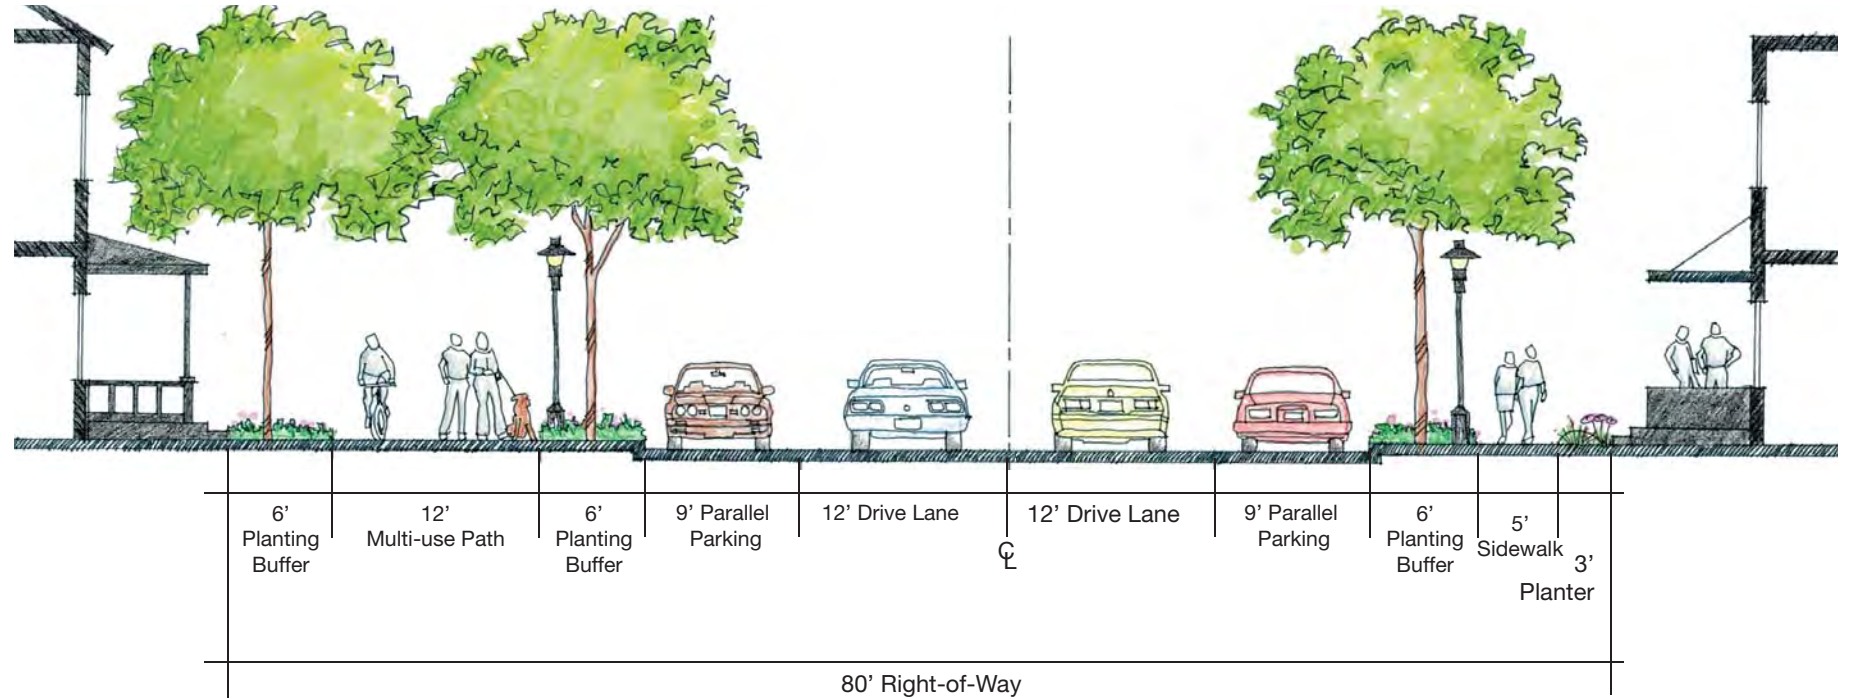 6’
Planting
Buffer
12’
Multi-use Path
6’
Planting
Buffer
9’ Parallel
Parking
12’ Drive Lane
℄
12’ Drive Lane
9’ Parallel
Parking
6’
Planting
Buffer
5’
Sidewalk
3’
Planter
80’ Right-of-Way